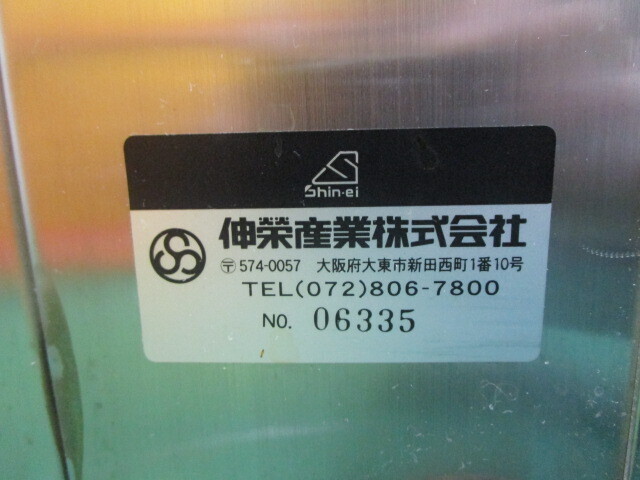 Shin-ei
伸榮産業株式会社
〶574-0057 大阪府大東市新田西町1番10号
TEL(072)806-7800
NO. 06335